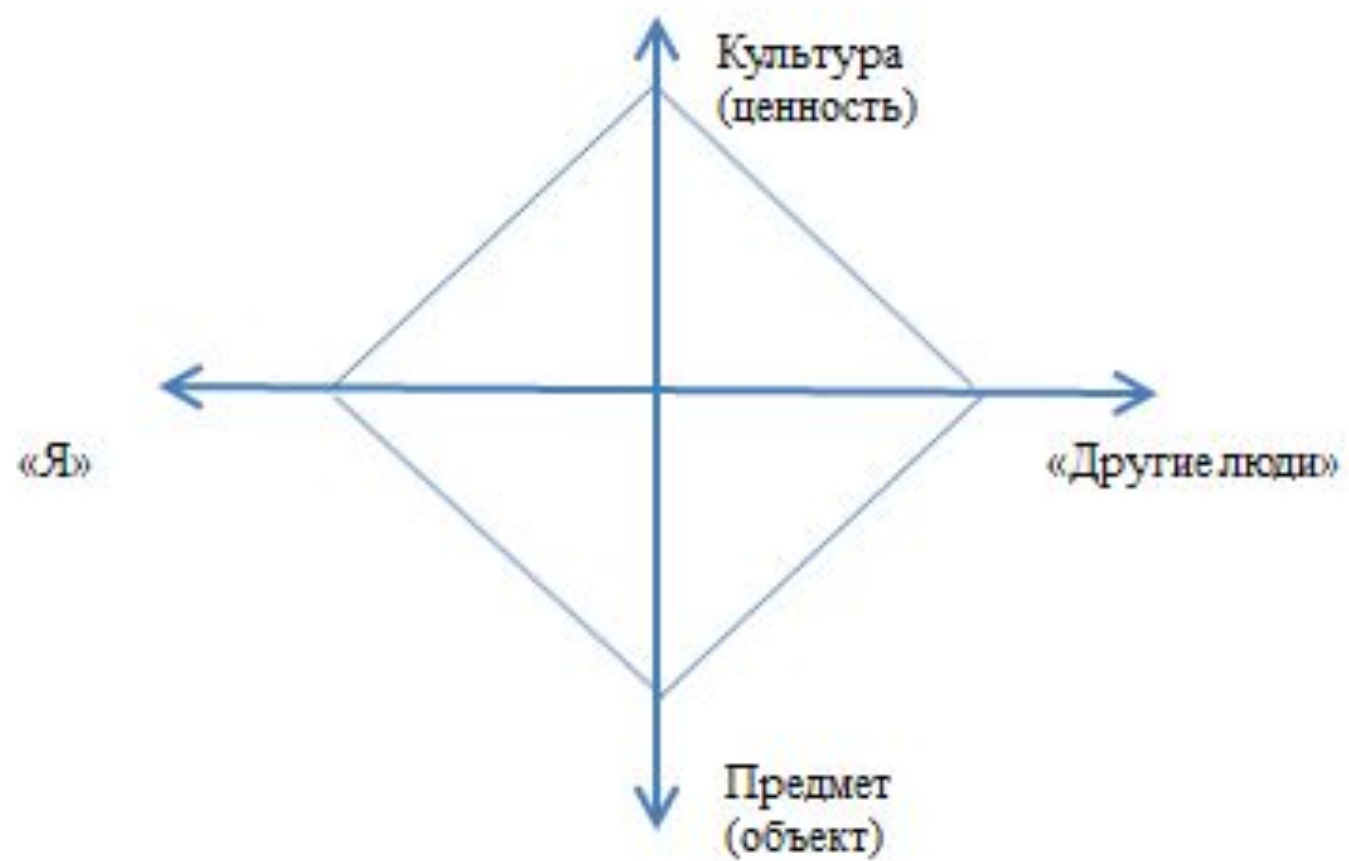 Культура
(ценность)
«Я»
«Другие люди»
Предмет
(объект)